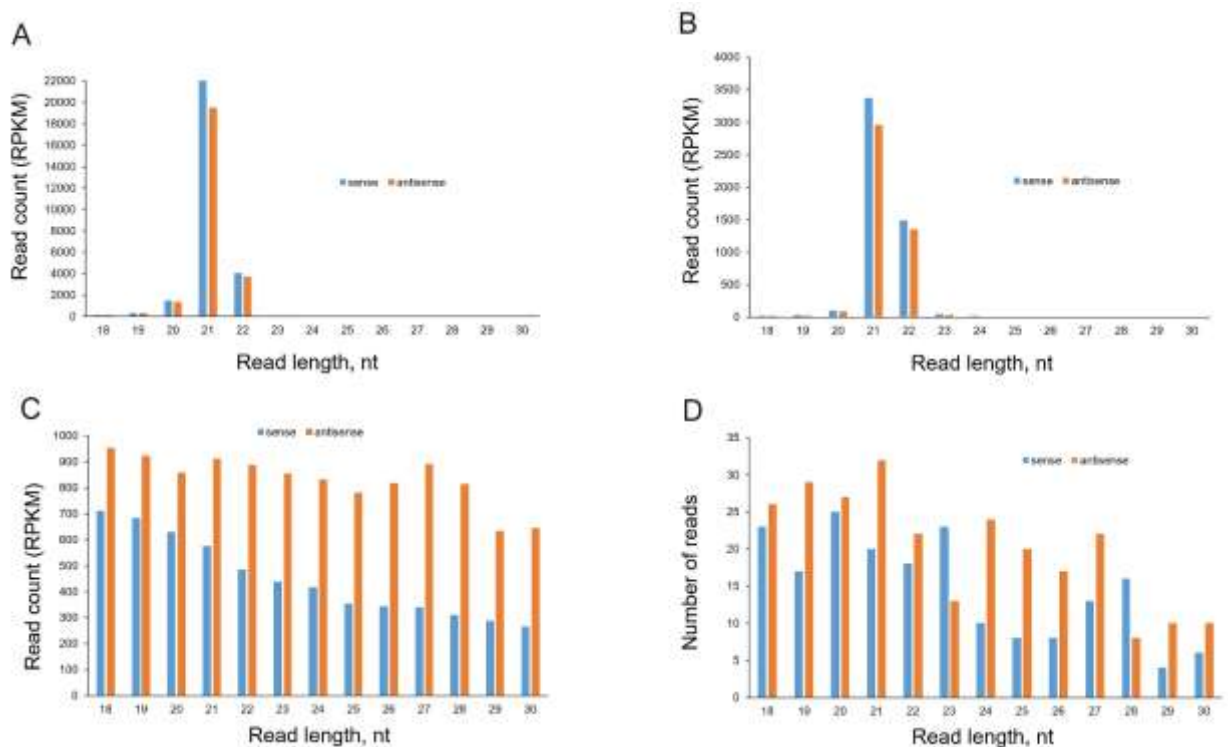 A
Read count (RPKM)
22000
20000
18000
16000
14000
12000
10000
8000
6000
4000
2000
0
sense antisense
18 19 20 21 22 23 24 25 26 27 28 29 30
Read length, nt
B
Read count (RPKM)
4000
3500
3000
2500
2000
1500
1000
500
0
sense antisense
18 19 20 21 22 23 24 25 26 27 28 29 30
Read length, nt
C
Read count (RPKM)
sense antisense
1000
900
800
700
600
500
400
300
200
100
0
18 19 20 21 22 23 24 25 26 27 28 29 30
Read length, nt
D
Number of reads
35
30
25
20
15
10
5
0
sense antisense
18 19 20 21 22 23 24 25 26 27 28 29 30
Read length, nt